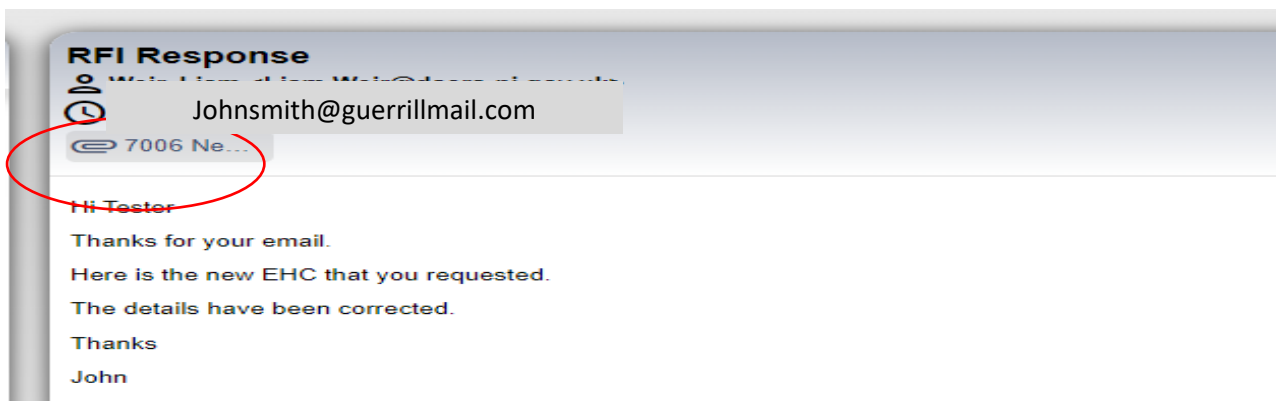 RFI Response
Johnsmith@guerrillmail.com
7006 Ne...
Hi Tester
Thanks for your email.
Here is the new EHC that you requested.
The details have been corrected.
Thanks
John